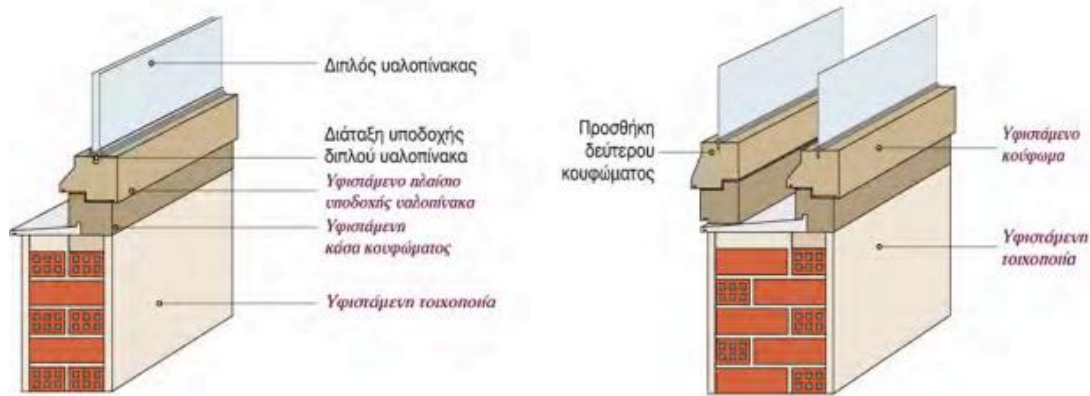 Διπλός υαλοπίνακας
Διάταξη υποδοχής
διπλού υαλοπίνακα
Υφιστάμενο πλαίσιο
υποδοχής υαλοπίνακα
Υφιστάμενη
κάσα κουφώματος
Υφιστάμενη τοιχοποιία
Προσθήκη
δεύτερου
κουφώματος
Υφιστάμενο
κούφωμα
Υφιστάμενη
τοιχοποιία